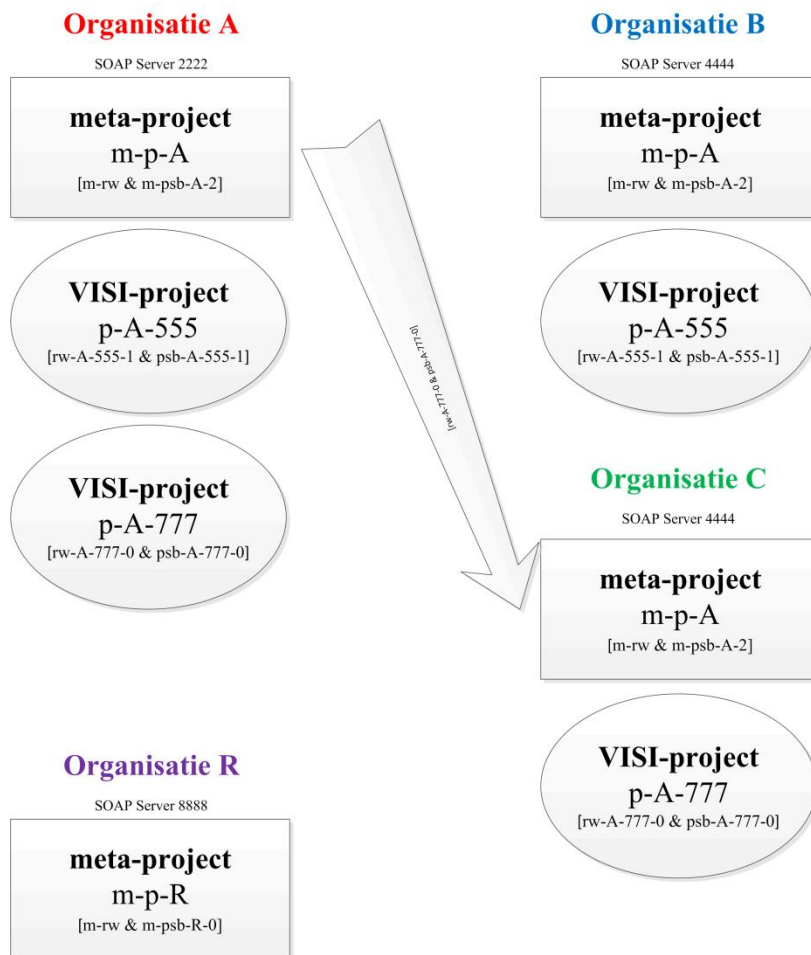 Organisatie A
SOAP Server 2222
meta-project
m-p-A
[m-rw & m-psb-A-2]
VISI-project
p-A-555
[rw-A-555-1 & psb-A-555-1]
VISI-project
p-A-777
[rw-A-777-0 & psb-A-777-0]
[rw-A-777-0 & psb-A-777-0]
Organisatie B
SOAP Server 4444
meta-project
m-p-A
[m-rw & m-psb-A-2]
VISI-project
p-A-555
[rw-A-555-1 & psb-A-555-1]
Organisatie C
SOAP Server 4444
meta-project
m-p-A
[m-rw & m-psb-A-2]
VISI-project
p-A-777
[rw-A-777-0 & psb-A-777-0]
Organisatie R
SOAP Server 8888
meta-project
m-p-R
[m-rw & m-psb-R-0]